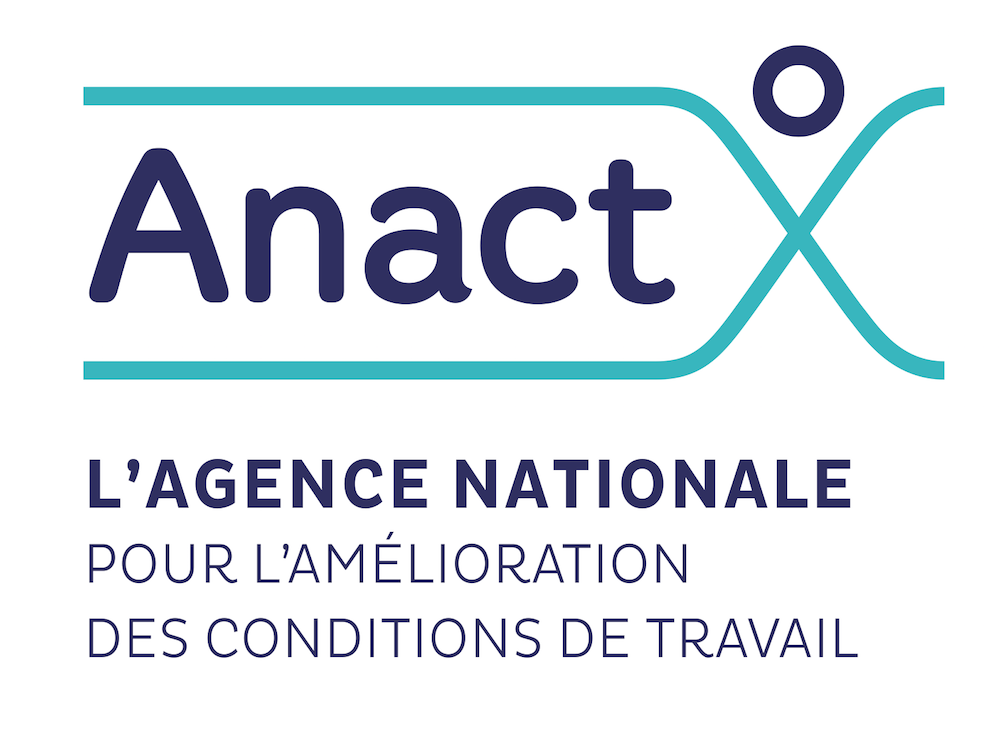 Anact
L’AGENCE NATIONALE
POUR L’AMÉLIORATION
DES CONDITIONS DE TRAVAIL